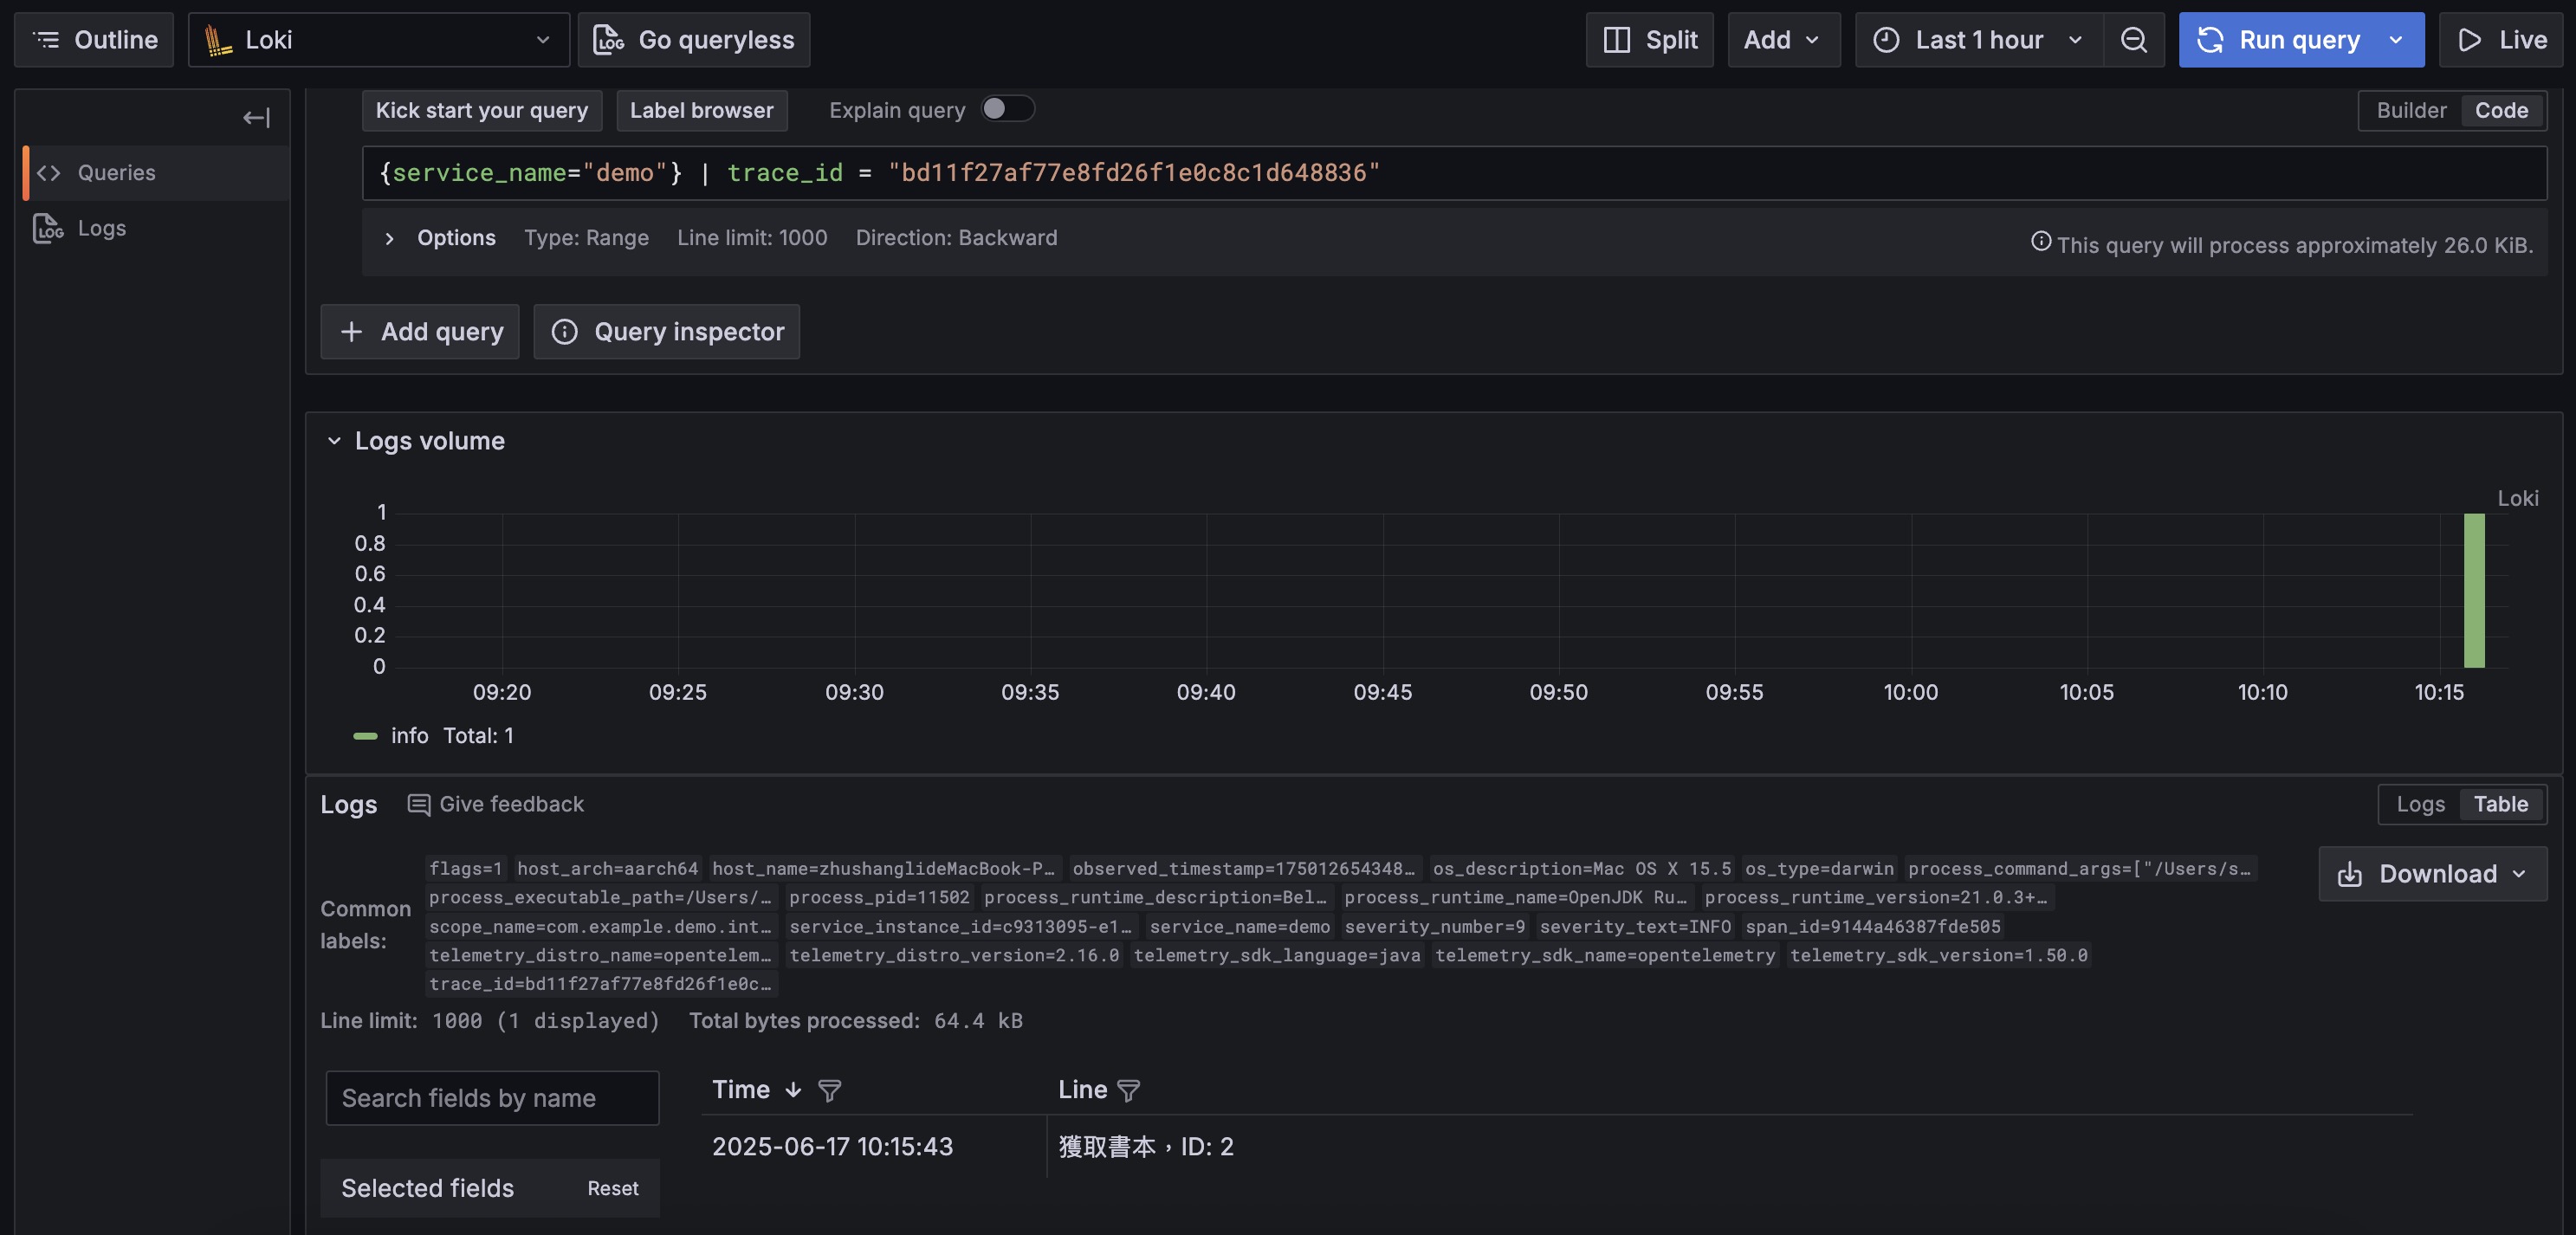 Outline Loki Go queryless Split Add Last 1 hour Run query Live
Kick start your query Label browser Explain query Builder Code
Queries
{service_name="demo"} | trace_id = "bd11f27af77e8fd26f1e0c8c1d648836"
Logs
Options Type: Range Line limit: 1000 Direction: Backward This query will process approximately 26.0 KiB.
Add query Query inspector
Logs volume
Loki
1
0.8
0.6
0.4
0.2
0
09:20 09:25 09:30 09:35 09:40 09:45 09:50 09:55 10:00 10:05 10:10 10:15
info Total: 1
Logs Give feedback Logs Table
Common labels:
flags=1 host_arch=aarch64 host_name=zhushanglideMacBook-P… observed_timestamp=175012654348… os_description=Mac OS X 15.5 os_type=darwin process_command_args=["/Users/s…
process_executable_path=/Users/… process_pid=11502 process_runtime_description=Bel… process_runtime_name=OpenJDK Ru… process_runtime_version=21.0.3+…
scope_name=com.example.demo.int… service_instance_id=c9313095-e1… service_name=demo severity_number=9 severity_text=INFO span_id=9144a46387fde505
telemetry_distro_name=opentelem… telemetry_distro_version=2.16.0 telemetry_sdk_language=java telemetry_sdk_name=opentelemetry telemetry_sdk_version=1.50.0
trace_id=bd11f27af77e8fd26f1e0c…
Download
Line limit: 1000 (1 displayed) Total bytes processed: 64.4 kB
Search fields by name
Time Line
2025-06-17 10:15:43 獲取書本，ID: 2
Selected fields Reset